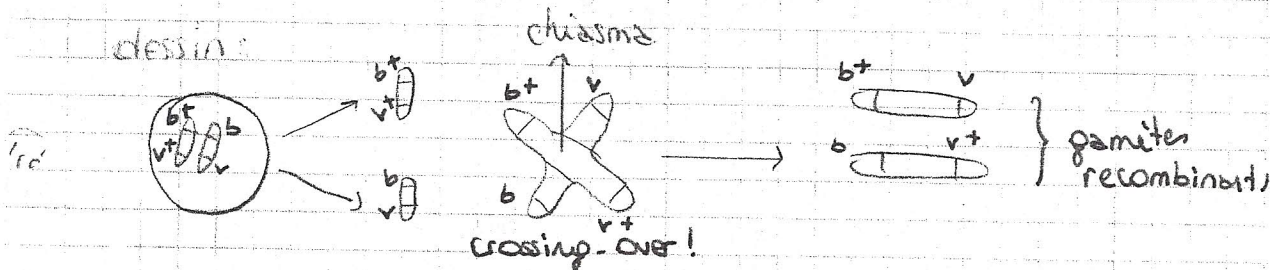 dessin:
chiasma
b+
v+
b+
v+
b
v
b
v
b+
v
b
v+
crossing-over!
b+
v
b
v+
gamètes
recombinants